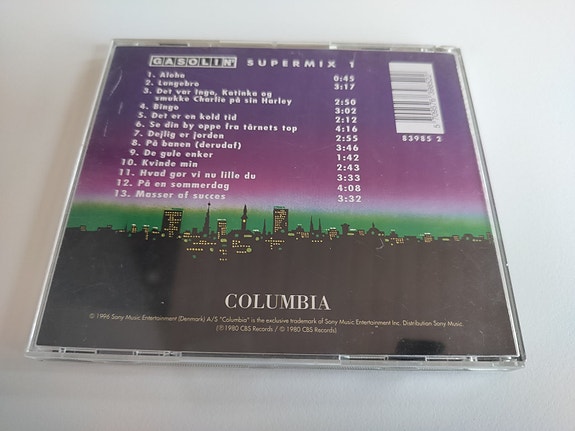 GASOLIN' SUPERMIX 1
1. Aloha 0:45
2. Langebro 3:17
3. Det var Inga, Katinka og
smukke Charlie på sin Harley 2:50
4. Bingo 3:02
5. Det er en kold tid 2:12
6. Se din by oppe fra tårnets top 4:16
7. Dejlig er jorden 2:55
8. På banen (derudaf) 3:46
9. De gule enker 1:42
10. Kvinde min 2:43
11. Hvad gør vi nu lille du 3:33
12. På en sommerdag 4:08
13. Masser af succes 3:32
83985 2
COLUMBIA
© 1996 Sony Music Entertainment (Denmark) A/S "Columbia" is the exclusive trademark of Sony Music Entertainment Inc. Distribution Sony Music.
(℗ 1980 CBS Records / © 1980 CBS Records)